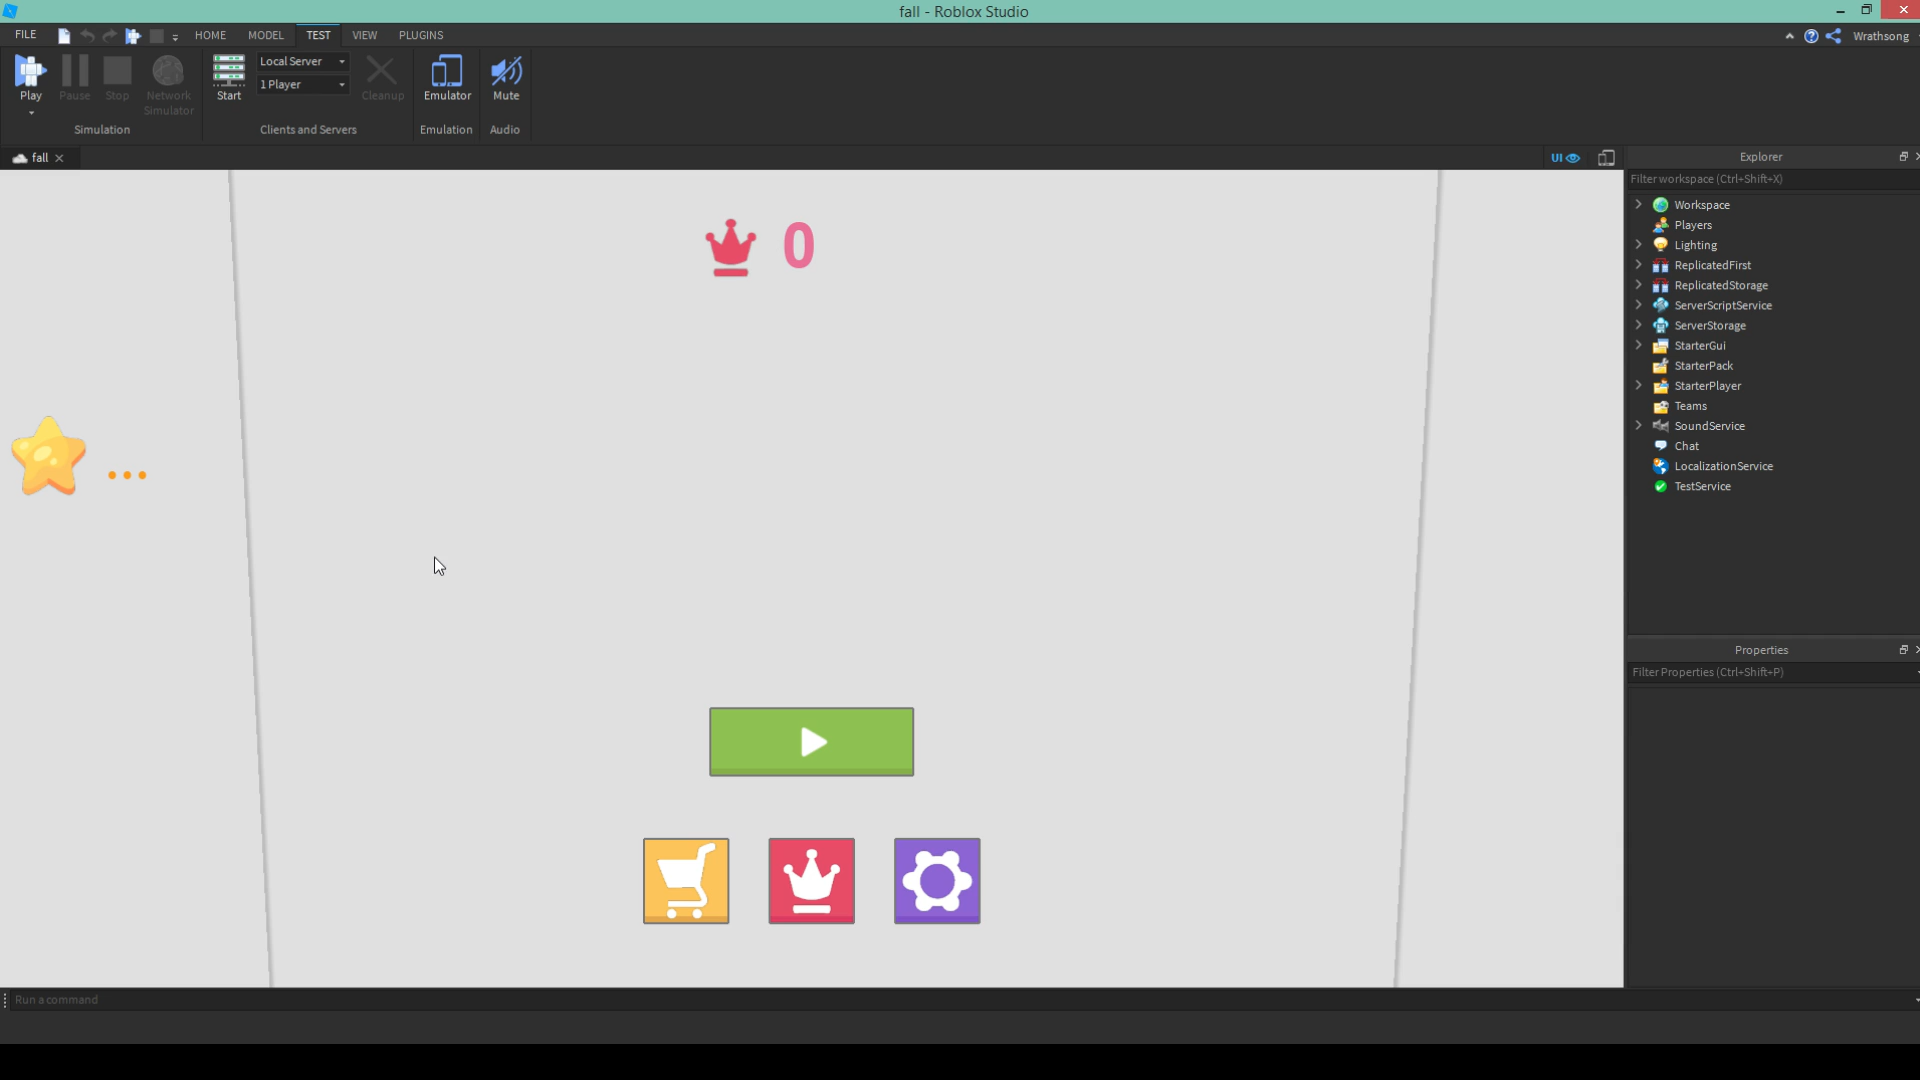 fall - Roblox Studio
FILE HOME MODEL TEST VIEW PLUGINS Wrathsong
Play Pause Stop Network Simulator
Simulation
Start Local Server 1 Player Cleanup
Clients and Servers
Emulator
Emulation
Mute
Audio
fall
UI
0
...
Explorer
Filter workspace (Ctrl+Shift+X)
Workspace
Players
Lighting
ReplicatedFirst
ReplicatedStorage
ServerScriptService
ServerStorage
StarterGui
StarterPack
StarterPlayer
Teams
SoundService
Chat
LocalizationService
TestService
Properties
Filter Properties (Ctrl+Shift+P)
Run a command